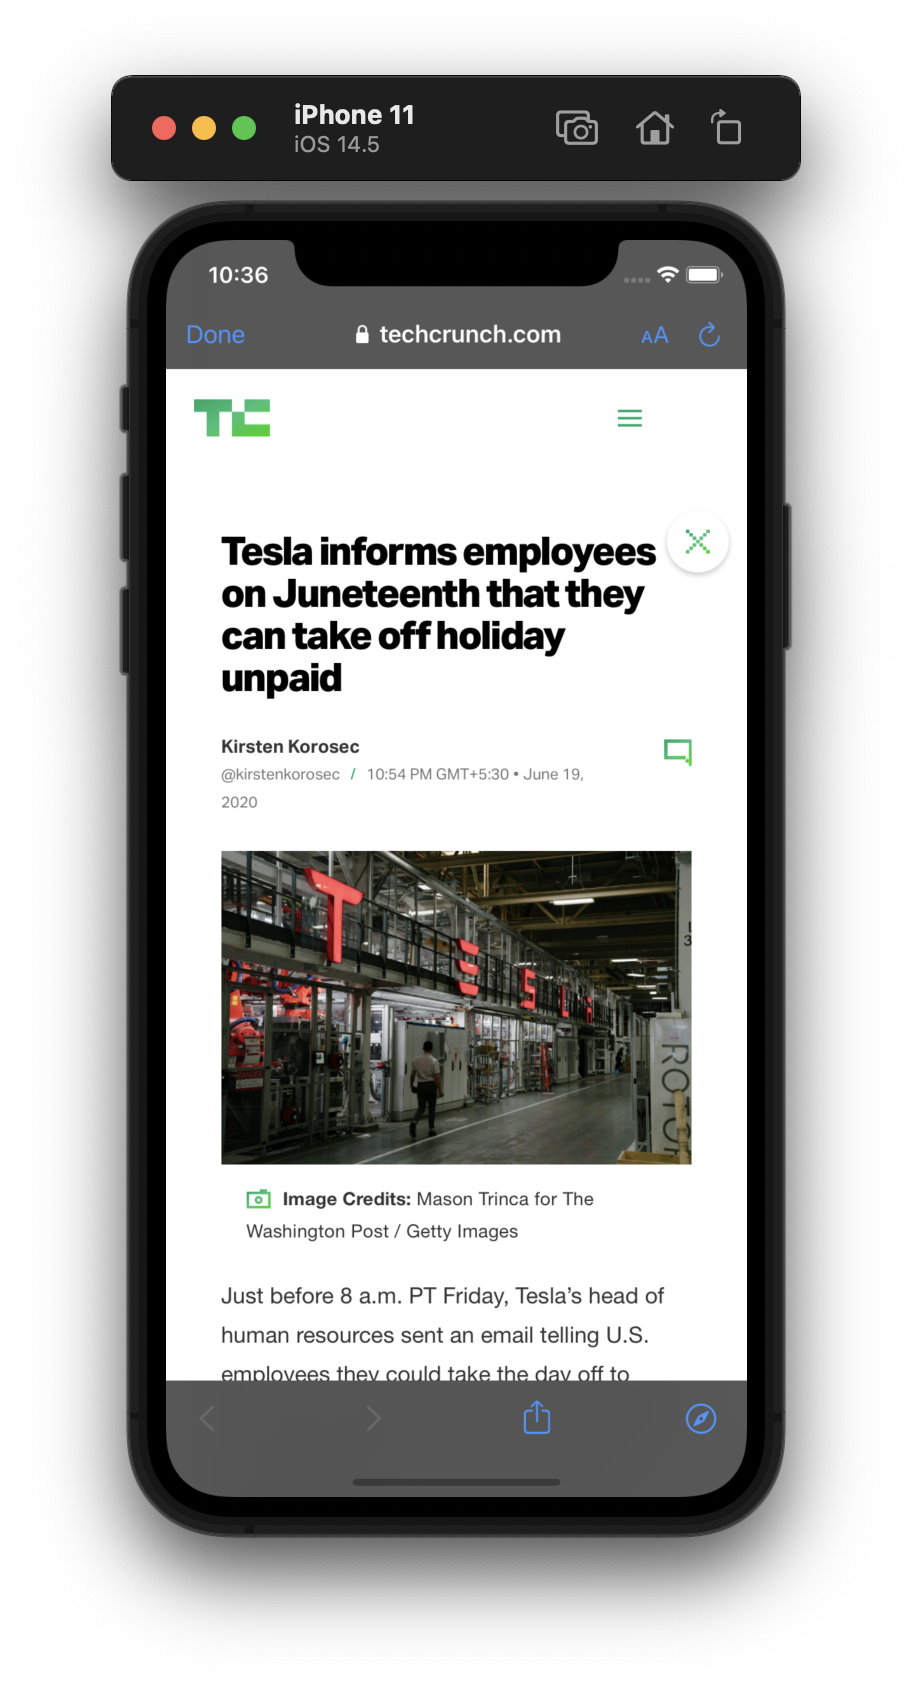 iPhone 11
iOS 14.5
10:36
Done
techcrunch.com
AA
TC
Tesla informs employees
on Juneteenth that they
can take off holiday
unpaid
Kirsten Korosec
@kirstenkorosec / 10:54 PM GMT+5:30 • June 19,
2020
TESLA
L
3
ROTO
Image Credits: Mason Trinca for The
Washington Post / Getty Images
Just before 8 a.m. PT Friday, Tesla’s head of
human resources sent an email telling U.S.
employees they could take the day off to